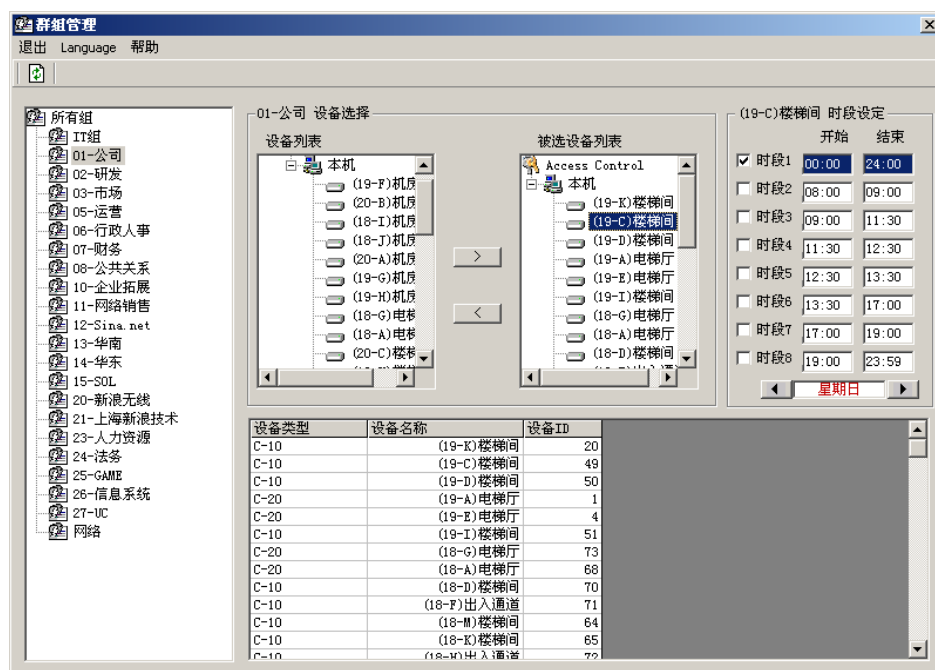 群组管理
退出 Language 帮助
所有组
IT组
01-公司
02-研发
03-市场
05-运营
06-行政人事
07-财务
08-公共关系
10-企业拓展
11-网络销售
12-Sina.net
13-华南
14-华东
15-SOL
20-新浪无线
21-上海新浪技术
23-人力资源
24-法务
25-GAME
26-信息系统
27-UC
网络
01-公司 设备选择
设备列表
本机
(19-F)机房
(20-B)机房
(18-I)机房
(18-J)机房
(20-A)机房
(19-G)机房
(19-H)机房
(18-G)电梯
(18-A)电梯
(20-C)楼梯
>
<
被选设备列表
Access Control
本机
(19-K)楼梯间
(19-C)楼梯间
(19-D)楼梯间
(19-A)电梯厅
(19-E)电梯厅
(19-I)楼梯间
(18-G)电梯厅
(18-A)电梯厅
(18-D)楼梯间
(19-C)楼梯间 时段设定
开始 结束
时段1 00:00 24:00
时段2 08:00 09:00
时段3 09:00 11:30
时段4 11:30 12:30
时段5 12:30 13:30
时段6 13:30 17:00
时段7 17:00 19:00
时段8 19:00 23:59
星期日
设备类型 设备名称 设备ID
C-10 (19-K)楼梯间 20
C-10 (19-C)楼梯间 49
C-10 (19-D)楼梯间 50
C-20 (19-A)电梯厅 1
C-20 (19-E)电梯厅 4
C-10 (19-I)楼梯间 51
C-20 (18-G)电梯厅 73
C-20 (18-A)电梯厅 68
C-10 (18-D)楼梯间 70
C-10 (18-F)出入通道 71
C-10 (18-M)楼梯间 64
C-10 (18-K)楼梯间 65
C-10 (18-H)出入通道 72